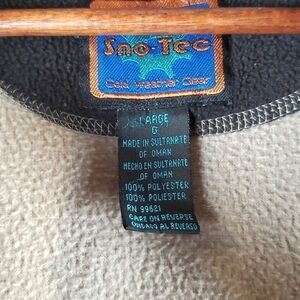 Sno-Tec
Cold Weather Gear
LARGE
G
MADE IN SULTANATE
OF OMAN
HECHO EN SULTANATE
OF OMAN
100% POLYESTER
100% POLIESTER
RN 99621
CARE ON REVERSE
CUIDADO AL REVERSO